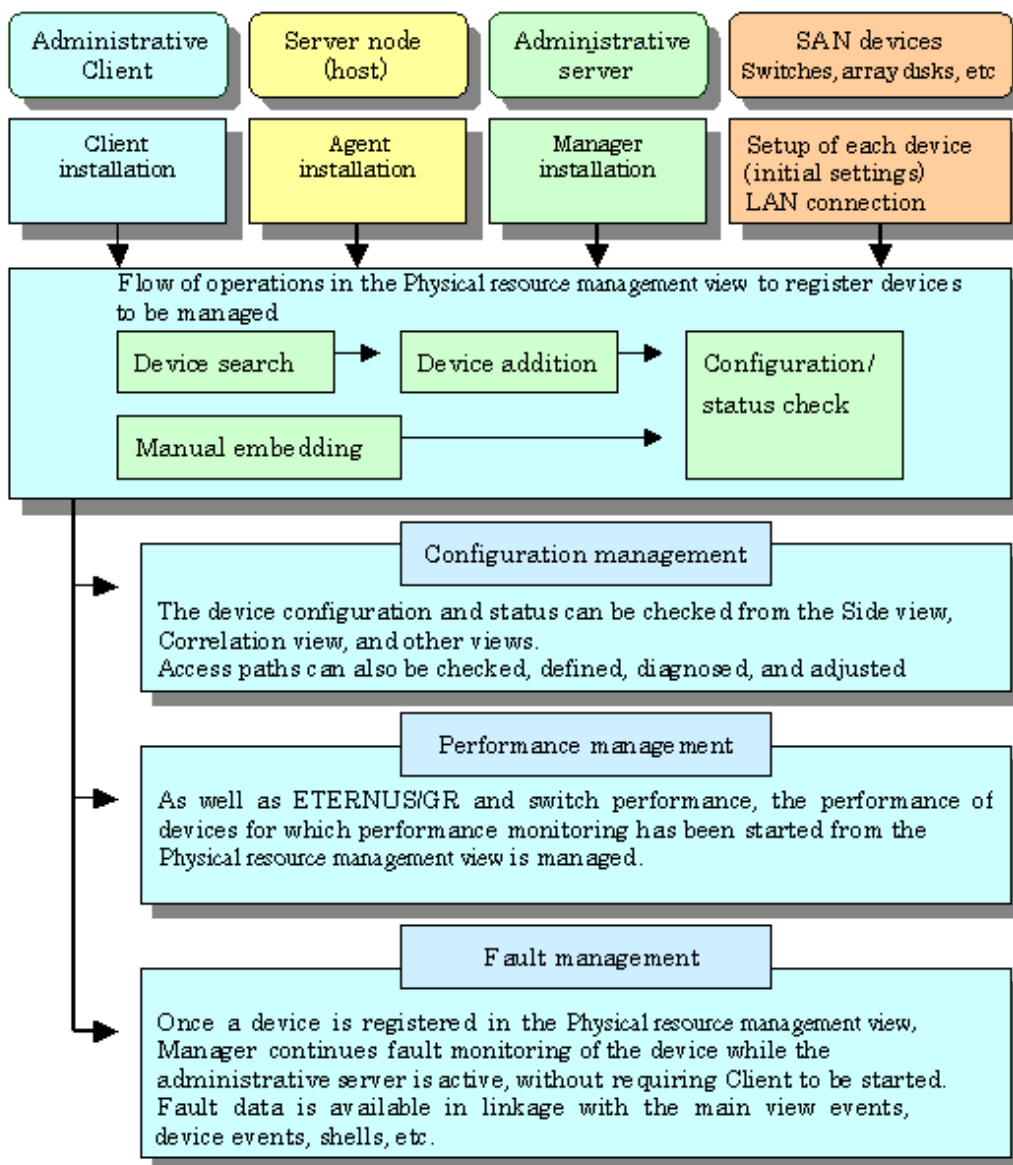 Administrative
Client
Server node
(host)
Administrative
server
SAN devices
Switches, array disks, etc
Client
installation
Agent
installation
Manager
installation
Setup of each device
(initial settings)
LAN connection
Flow of operations in the Physical resource management view to register devices
to be managed
Device search
Device addition
Configuration/
status check
Manual embedding
Configuration management
The device configuration and status can be checked from the Side view,
Correlation view, and other views.
Access paths can also be checked, defined, diagnosed, and adjusted
Performance management
As well as ETERNUS/GR and switch performance, the performance of
devices for which performance monitoring has been started from the
Physical resource management view is managed.
Fault management
Once a device is registered in the Physical resource management view,
Manager continues fault monitoring of the device while the
administrative server is active, without requiring Client to be started.
Fault data is available in linkage with the main view events,
device events, shells, etc.